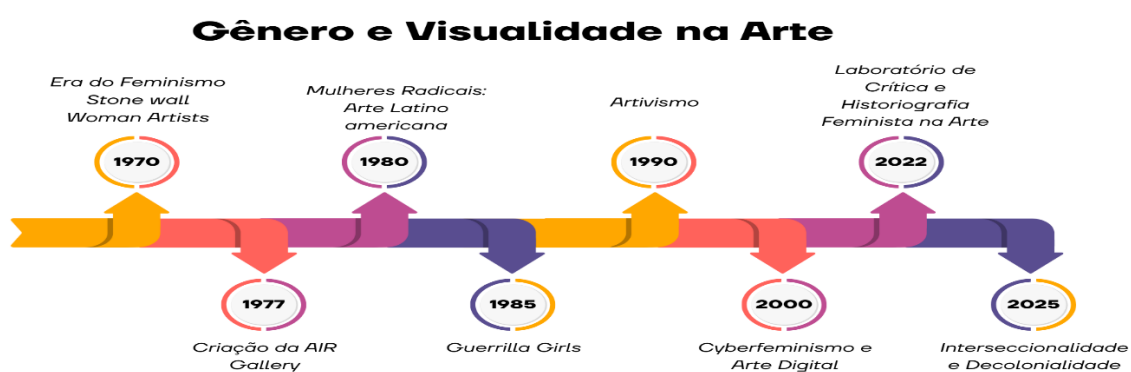 Gênero e Visualidade na Arte
Era do Feminismo
Stone wall
Woman Artists
1970
Criação da AIR
Gallery
1977
Mulheres Radicais:
Arte Latino
americana
1980
Guerrilla Girls
1985
Artivismo
1990
Cyberfeminismo e
Arte Digital
2000
Laboratório de
Crítica e
Historiografia
Feminista na Arte
2022
Interseccionalidade
e Decolonialidade
2025